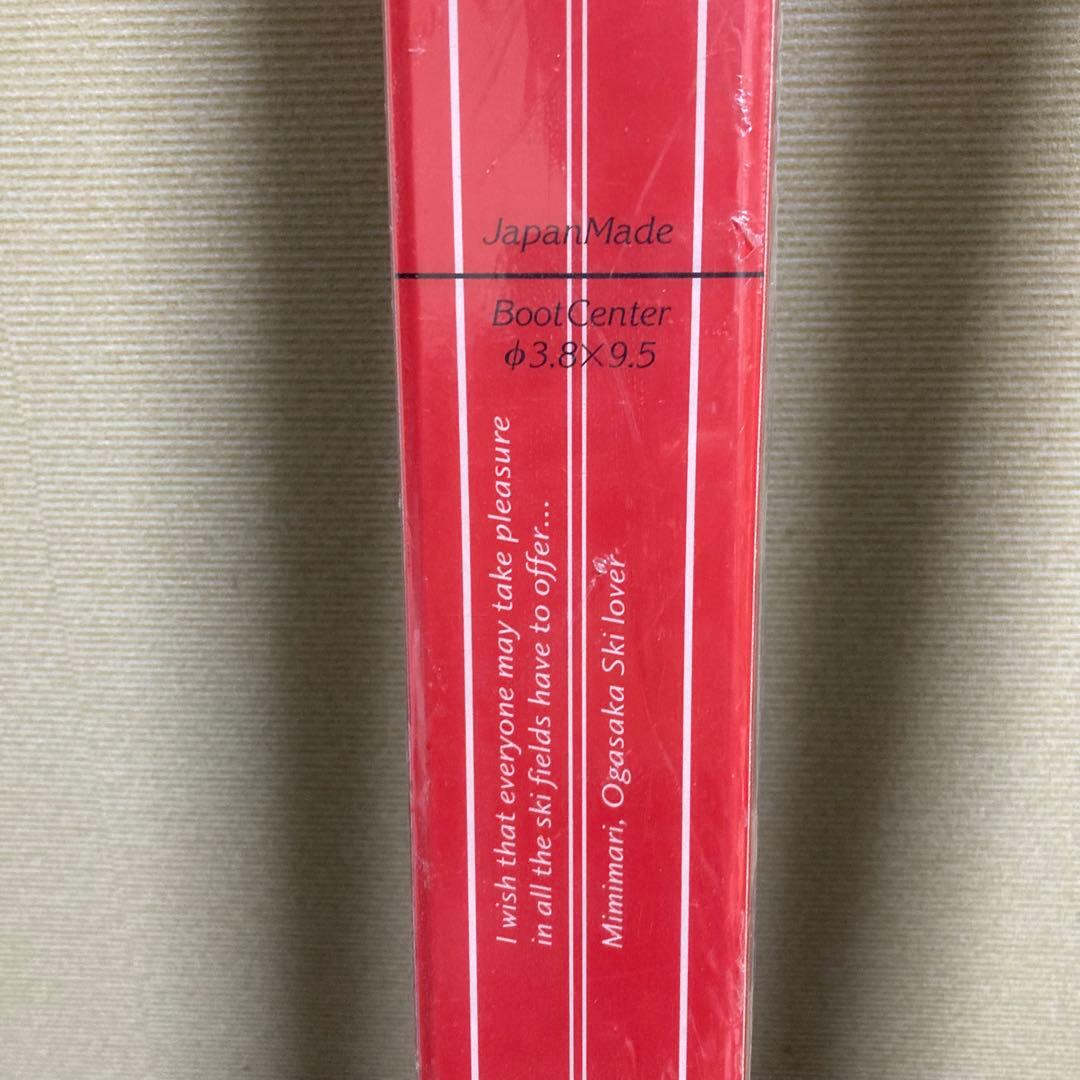 JapanMade
BootCenter
φ3.8×9.5
I wish that everyone may take pleasure
in all the ski fields have to offer...
Mimimari, Ogasaka Ski lover